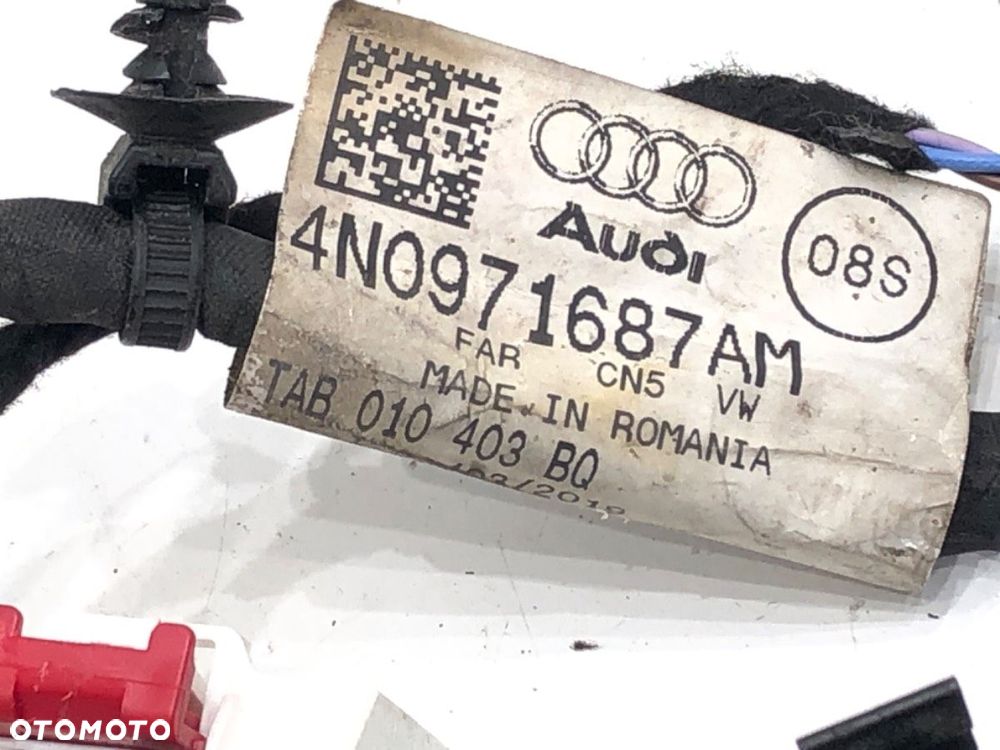 Audi
08S
4N0971687AM
FAR CN5 VW
MADE IN ROMANIA
TAB 010 403 BQ
OTOMOTO